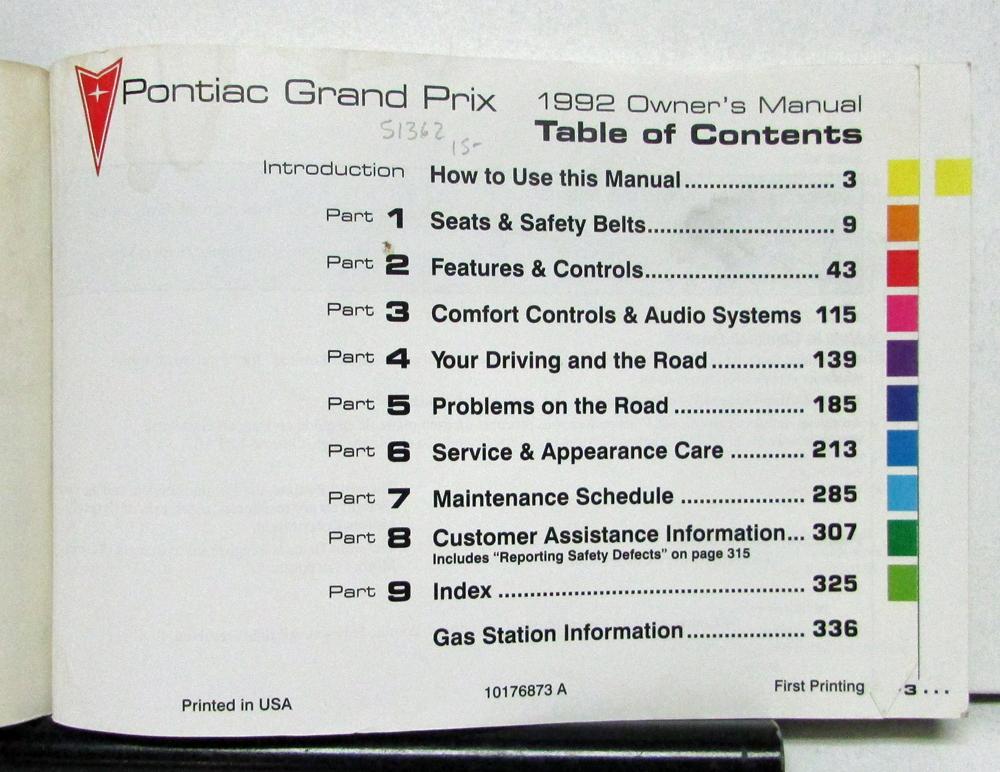 Pontiac Grand Prix 1992 Owner's Manual
Table of Contents
51362
15-
Introduction How to Use this Manual............................ 3
Part 1 Seats & Safety Belts.................................. 9
Part 2 Features & Controls............................... 43
Part 3 Comfort Controls & Audio Systems 115
Part 4 Your Driving and the Road ............... 139
Part 5 Problems on the Road ..................... 185
Part 6 Service & Appearance Care ............ 213
Part 7 Maintenance Schedule .................... 285
Part 8 Customer Assistance Information... 307
Includes “Reporting Safety Defects” on page 315
Part 9 Index .................................................. 325
Gas Station Information................... 336
Printed in USA 10176873 A First Printing 3...